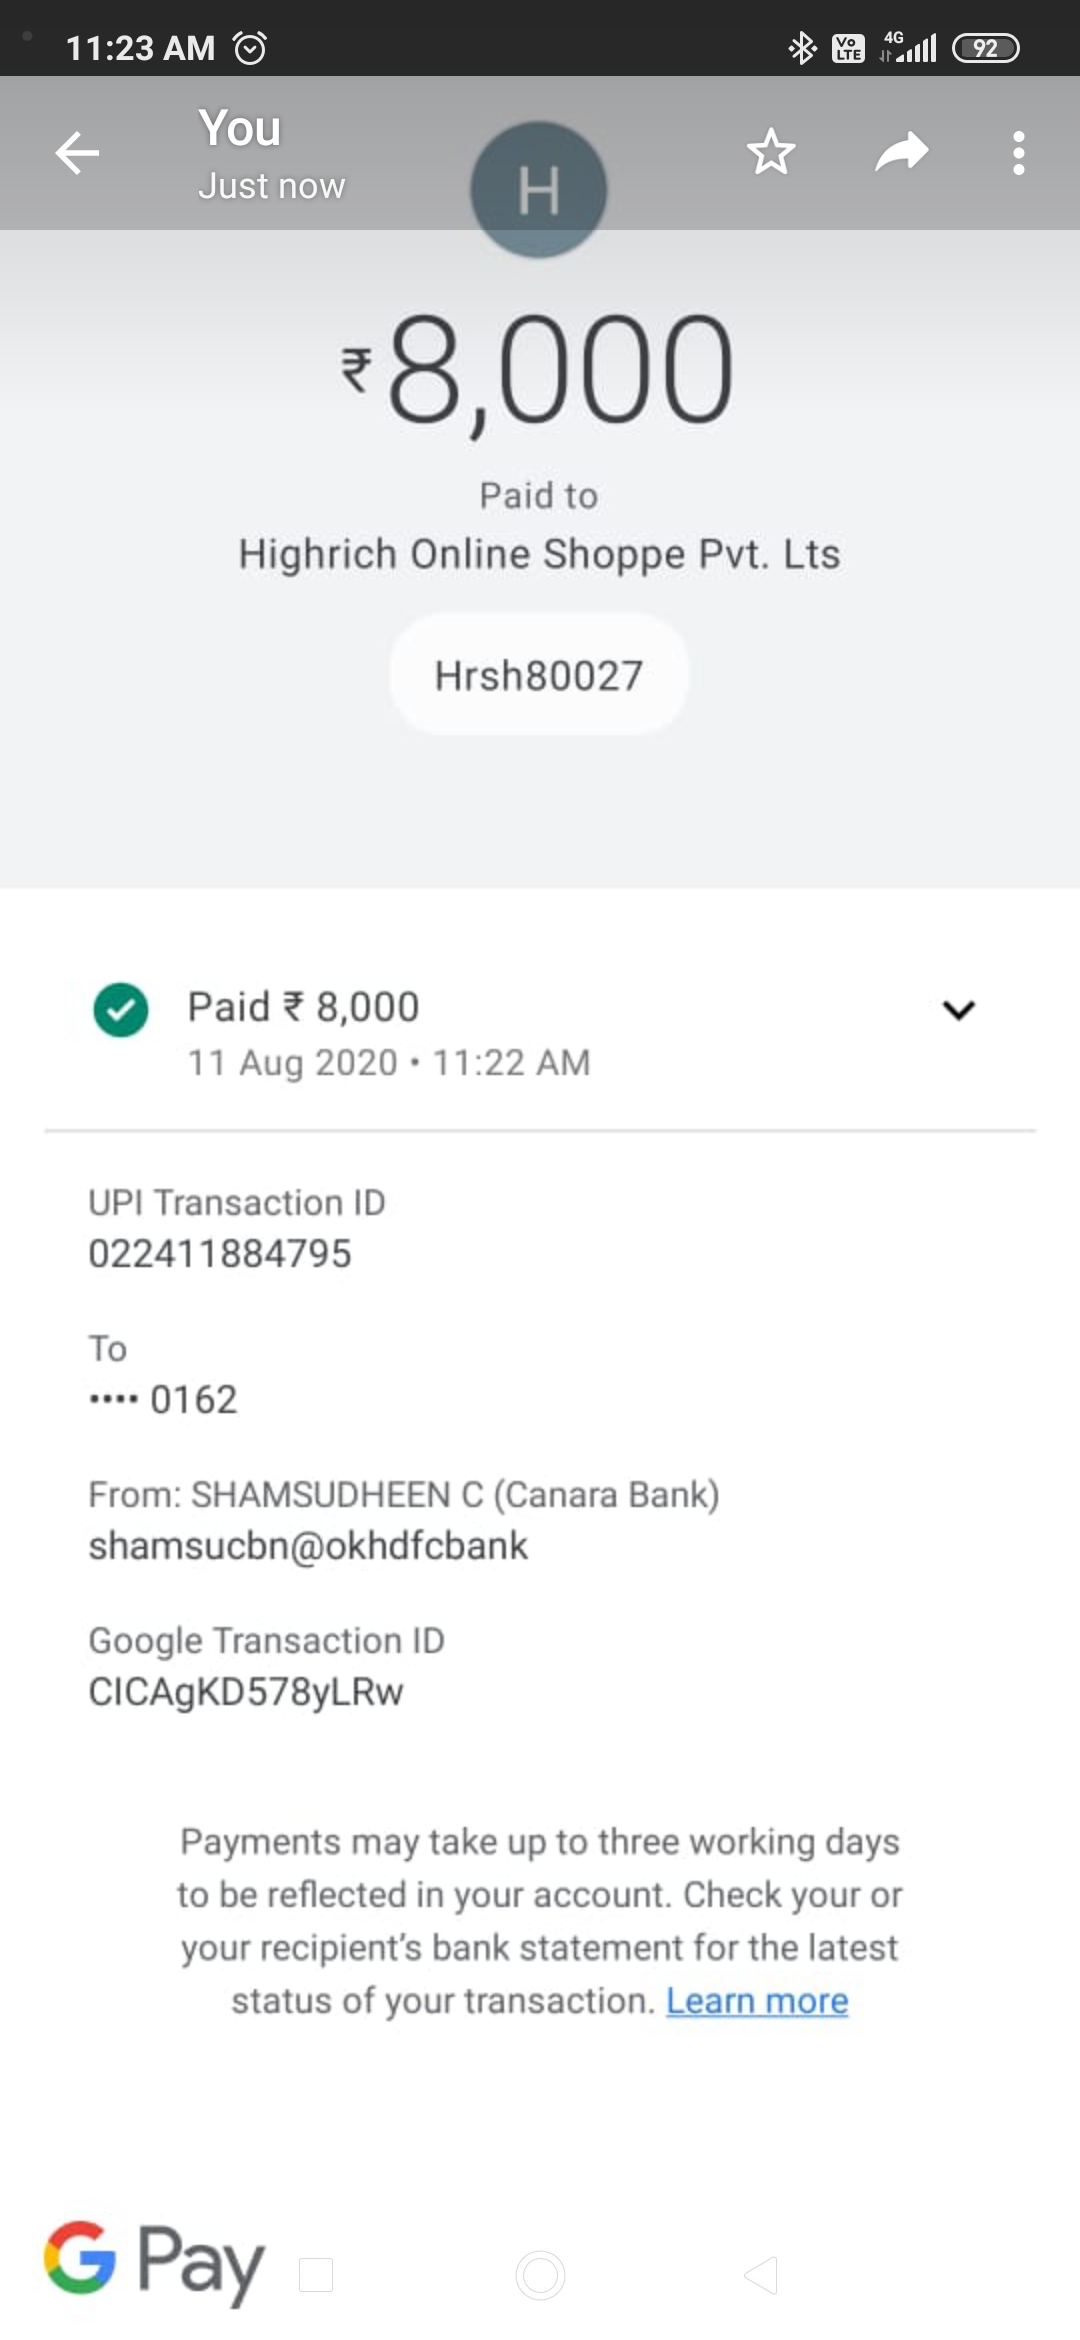 11:23 AM
Vo LTE 4G 92
You
Just now
H
₹8,000
Paid to
Highrich Online Shoppe Pvt. Lts
Hrsh80027
Paid ₹ 8,000
11 Aug 2020 • 11:22 AM
UPI Transaction ID
022411884795
To
•••• 0162
From: SHAMSUDHEEN C (Canara Bank)
shamsucbn@okhdfcbank
Google Transaction ID
CICAgKD578yLRw
Payments may take up to three working days
to be reflected in your account. Check your or
your recipient's bank statement for the latest
status of your transaction. Learn more
G Pay